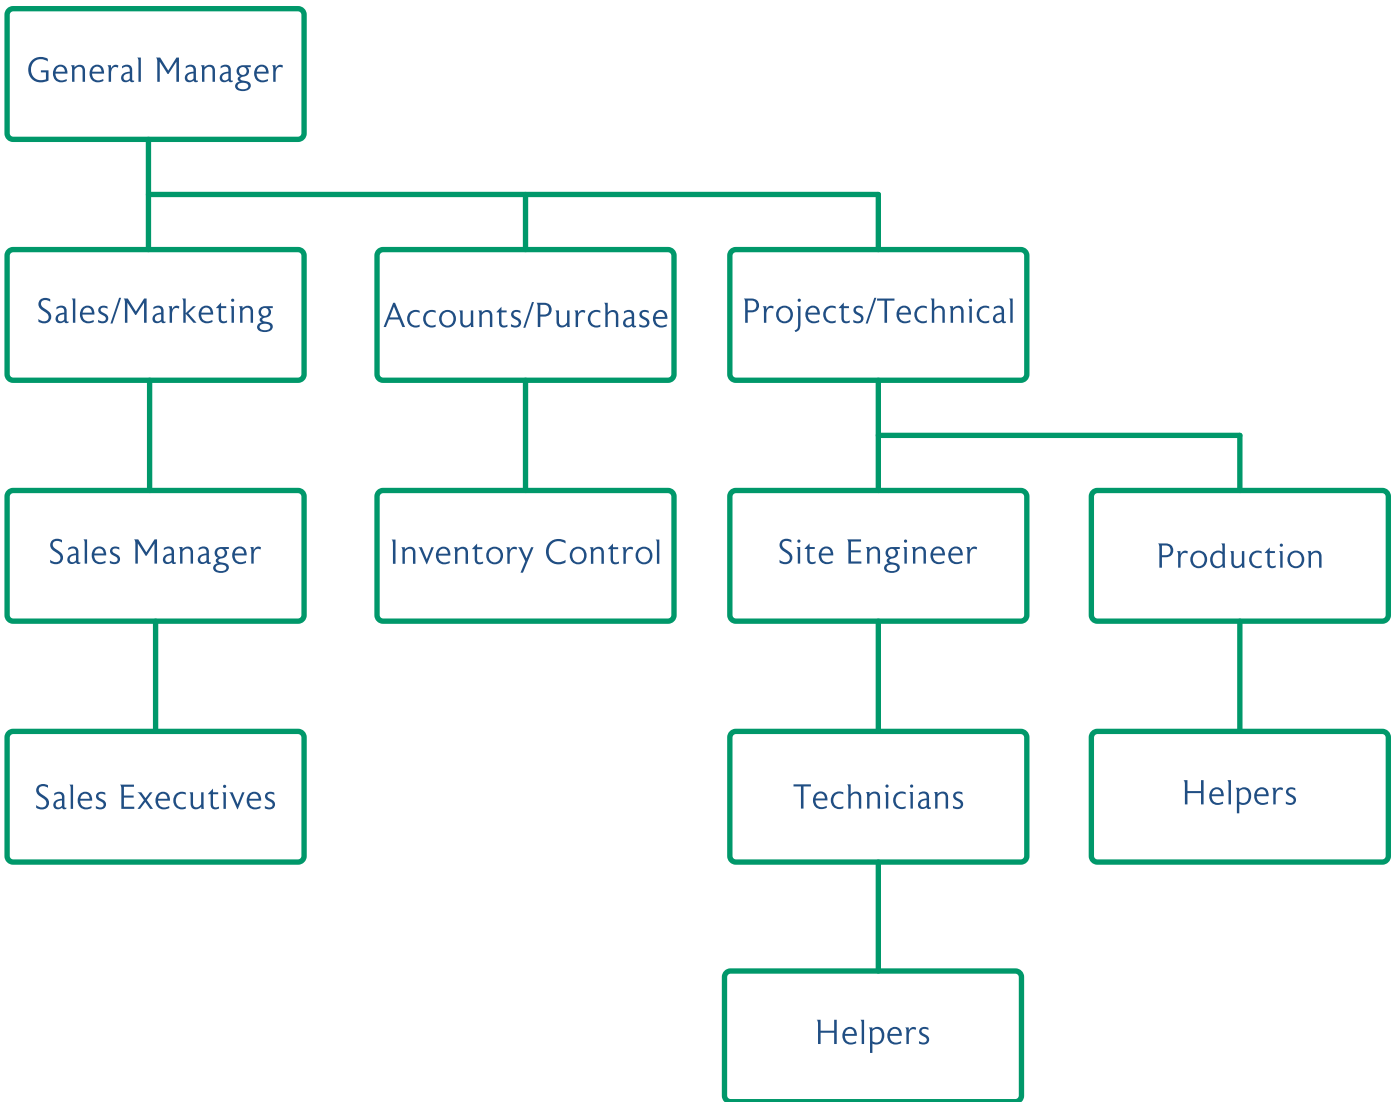 General Manager
Sales/Marketing
Accounts/Purchase
Projects/Technical
Sales Manager
Inventory Control
Site Engineer
Production
Sales Executives
Technicians
Helpers
Helpers